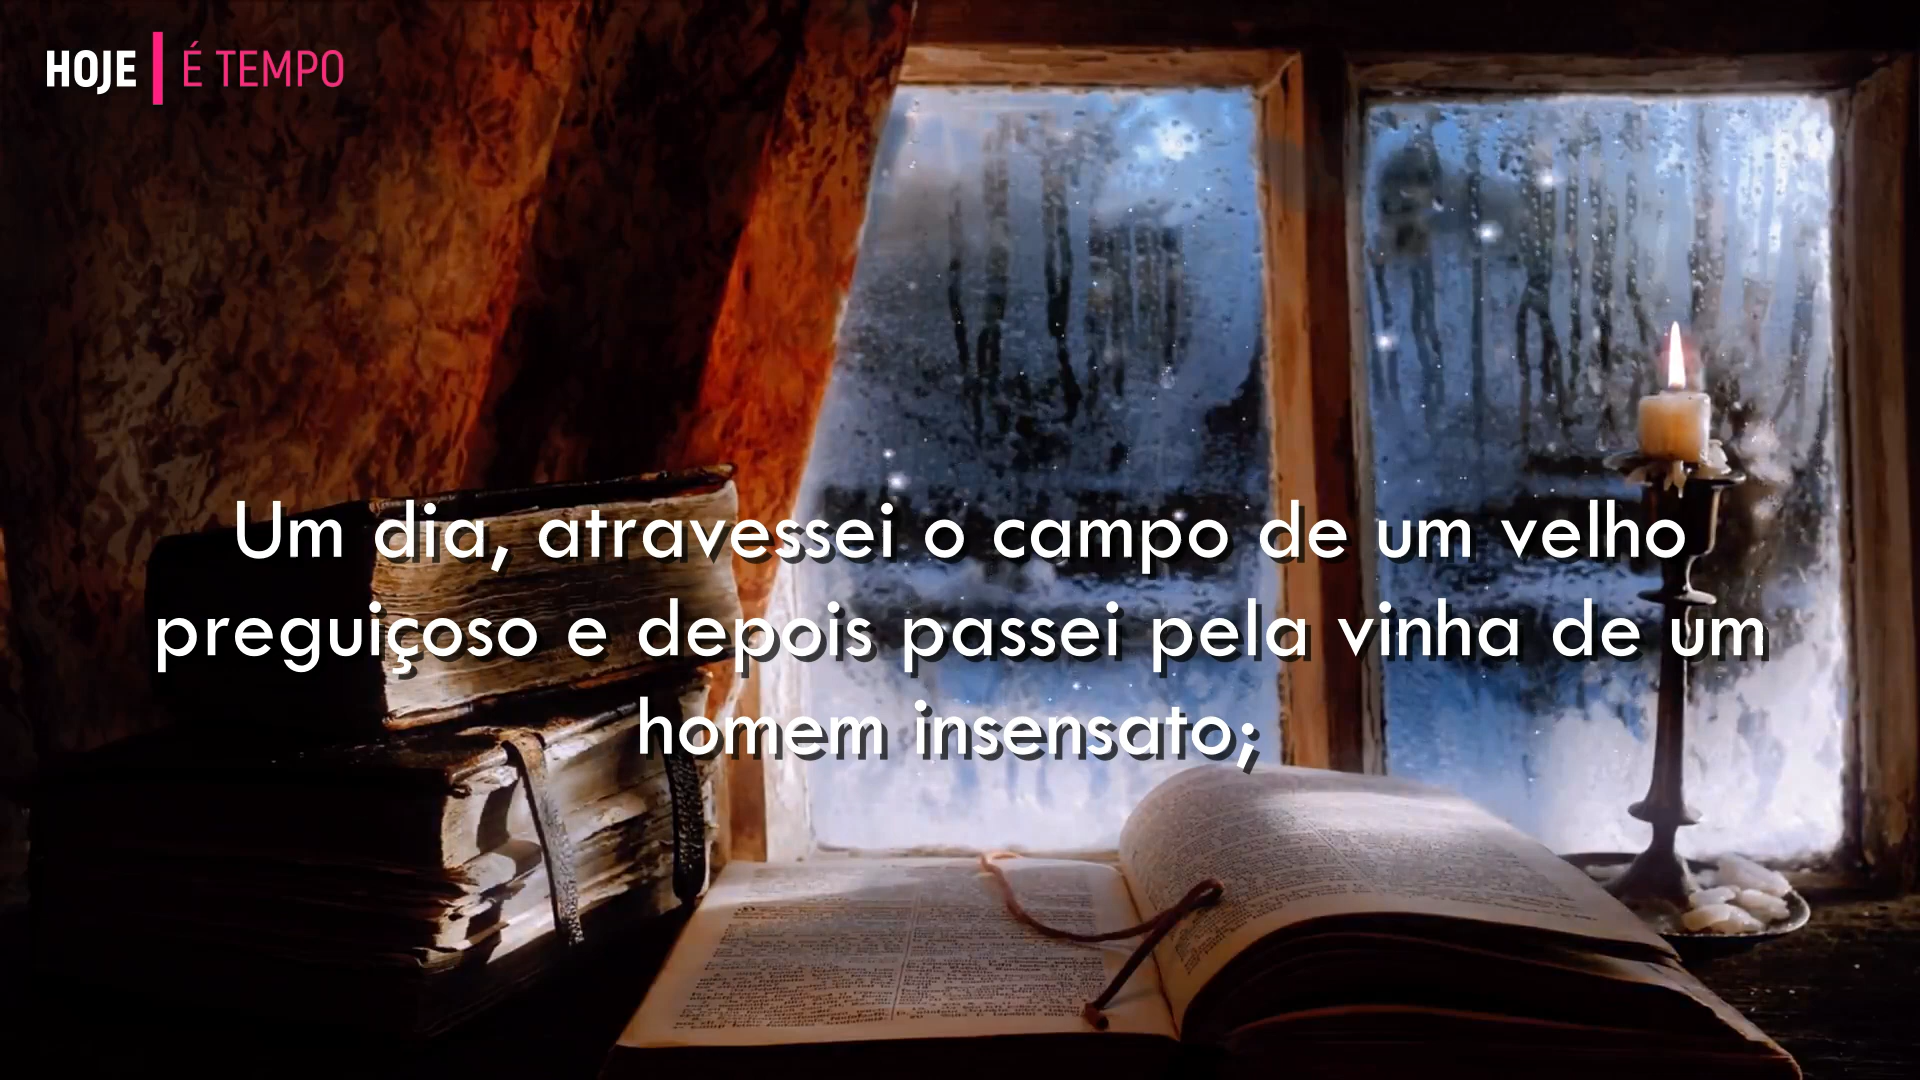 HOJE É TEMPO
Um dia, atravessei o campo de um velho
preguiçoso e depois passei pela vinha de um
homem insensato;